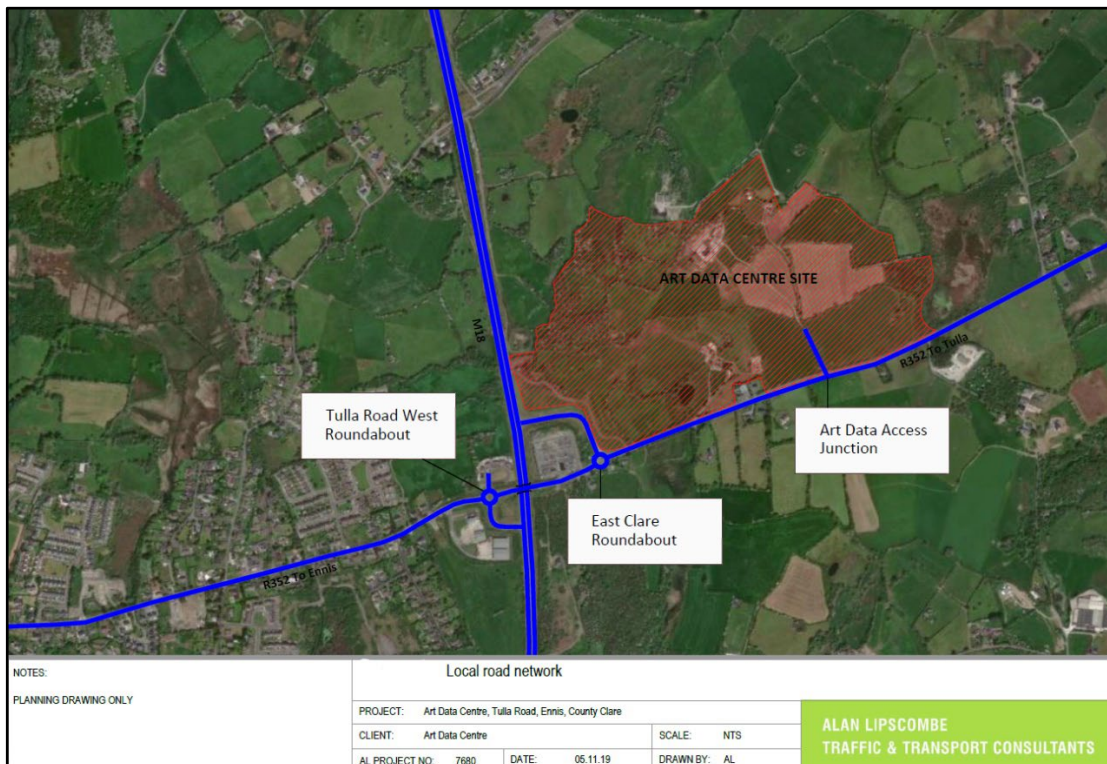 ART DATA CENTRE SITE
M18
R352 To Tulla
Tulla Road West
Roundabout
Art Data Access
Junction
East Clare
Roundabout
R352 To Ennis
NOTES:
PLANNING DRAWING ONLY
Local road network
PROJECT: Art Data Centre, Tulla Road, Ennis, County Clare
CLIENT: Art Data Centre
SCALE: NTS
AL PROJECT NO: 7680
DATE: 05.11.19
DRAWN BY: AL
ALAN LIPSCOMBE
TRAFFIC & TRANSPORT CONSULTANTS